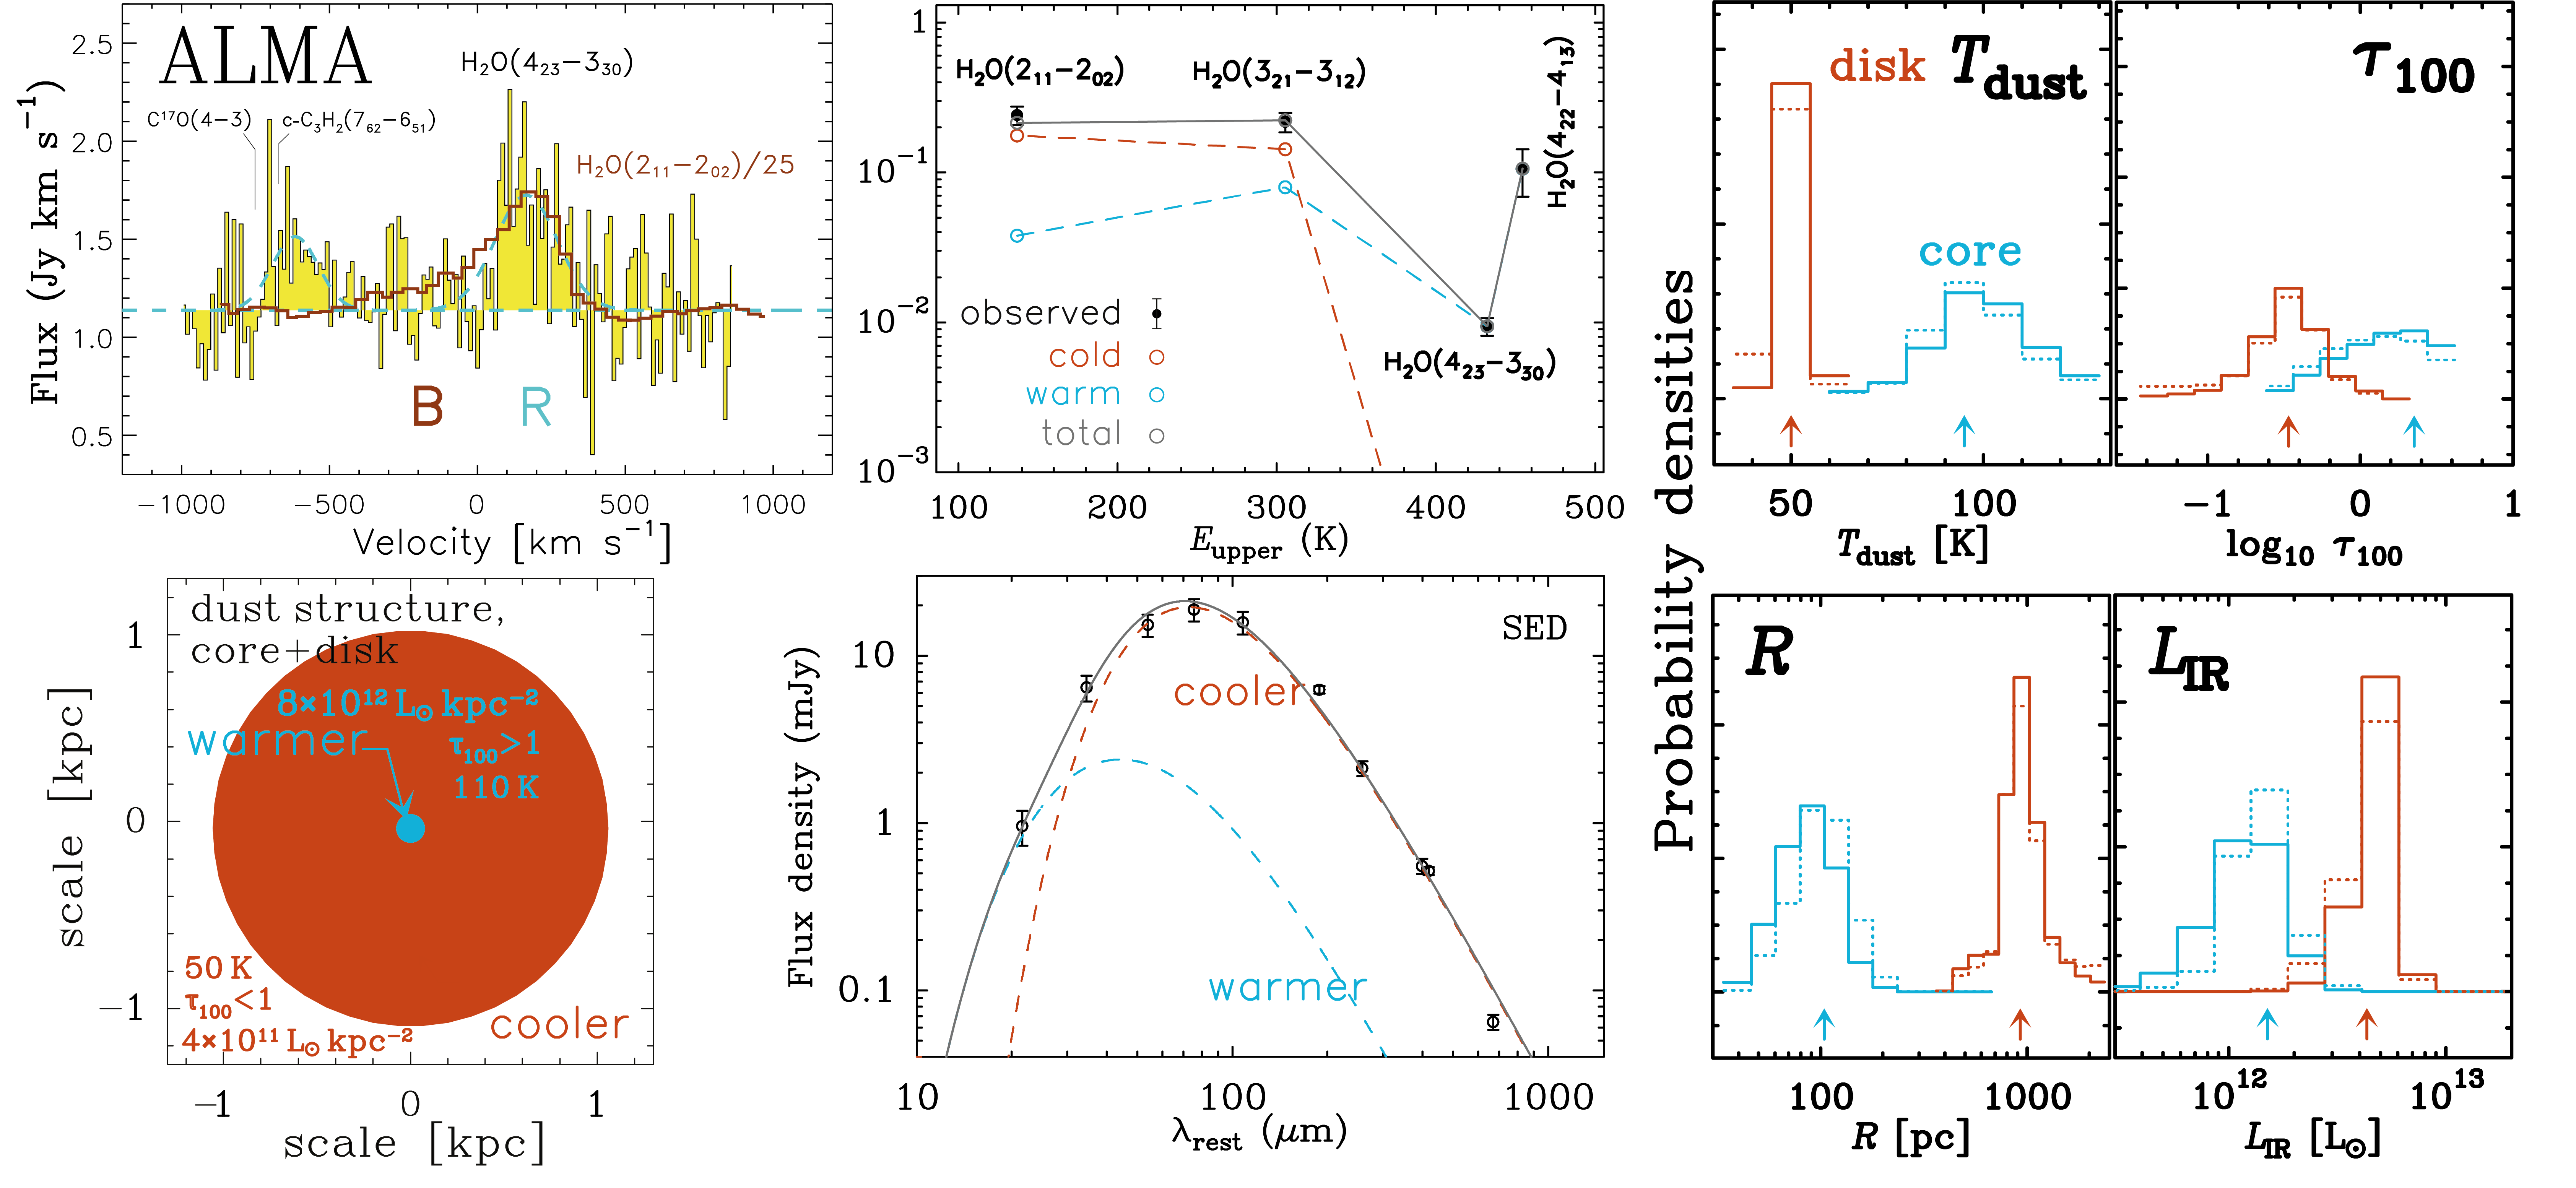 ALMA
H₂O(4₂₃−3₃₀)
C¹⁷O(4−3)
c−C₃H₂(7₆₂−6₅₁)
H₂O(2₁₁−2₀₂)/25
B
R
2.5
2.0
1.5
1.0
0.5
Flux (Jy km s⁻¹)
−1000 −500 0 500 1000
Velocity [km s⁻¹]
H₂O(2₁₁−2₀₂)
H₂O(3₂₁−3₁₂)
H₂O(4₂₂−4₁₃)
H₂O(4₂₃−3₃₀)
observed
cold
warm
total
1
10⁻¹
10⁻²
10⁻³
100 200 300 400 500
E_upper (K)
Probability densities
disk
T_dust
core
50 100
T_dust [K]
τ₁₀₀
−1 0 1
log₁₀ τ₁₀₀
dust structure,
core+disk
8×10¹² L⊙ kpc⁻²
warmer
τ₁₀₀>1
110 K
50 K
τ₁₀₀<1
4×10¹¹ L⊙ kpc⁻²
cooler
1
0
−1
scale [kpc]
−1 0 1
scale [kpc]
SED
cooler
warmer
10
1
0.1
Flux density (mJy)
10 100 1000
λ_rest (μm)
R
100 1000
R [pc]
L_IR
10¹² 10¹³
L_IR [L⊙]